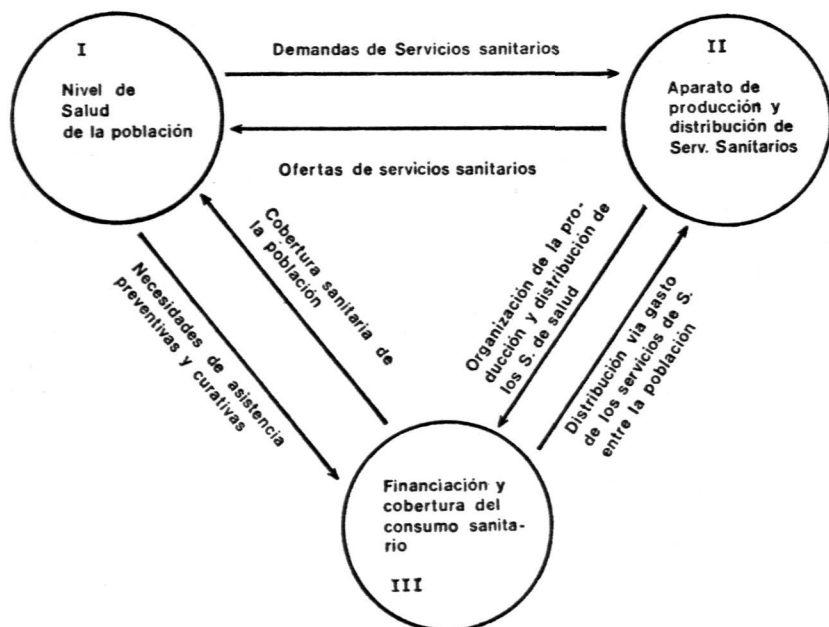 I
Nivel de
Salud
de la población
Demandas de Servicios sanitarios
II
Aparato de
producción y
distribución de
Serv. Sanitarios
Ofertas de servicios sanitarios
Necesidades de asistencia
preventivas y curativas
Cobertura sanitaria de
la población
Organización de la pro-
ducción y distribución de
los S. de salud
Distribución via gasto
de los servicios de S.
entre la población
Financiación y
cobertura del
consumo sanita-
rio
III